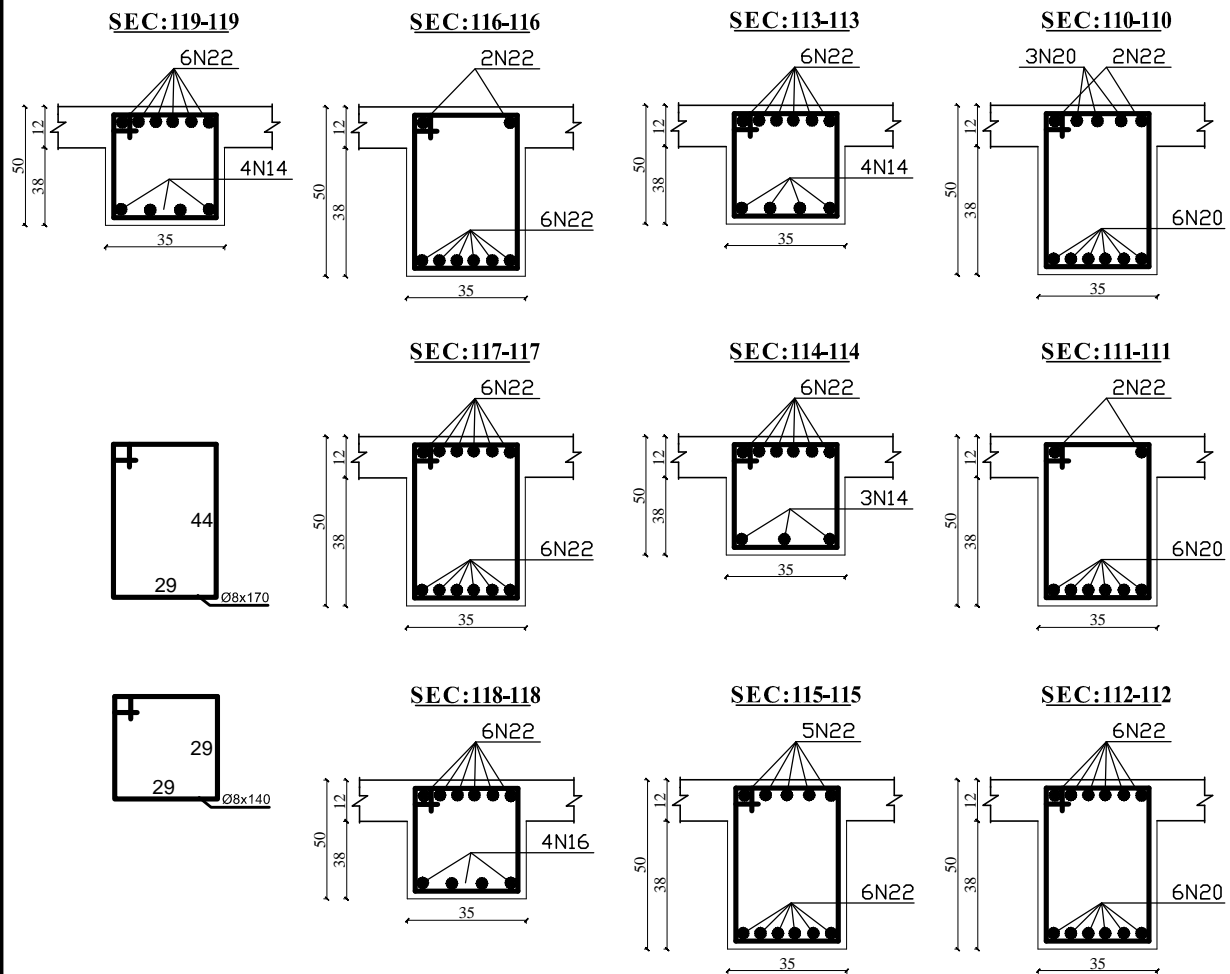 SEC:119-119
6N22
12
50
38
4N14
35
SEC:116-116
2N22
12
50
38
6N22
35
SEC:113-113
6N22
12
50
38
4N14
35
SEC:110-110
3N20
2N22
12
50
38
6N20
35
44
29
Ø8x170
SEC:117-117
6N22
12
50
38
6N22
35
SEC:114-114
6N22
12
50
38
3N14
35
SEC:111-111
2N22
12
50
38
6N20
35
29
29
Ø8x140
SEC:118-118
6N22
12
50
38
4N16
35
SEC:115-115
5N22
12
50
38
6N22
35
SEC:112-112
6N22
12
50
38
6N20
35